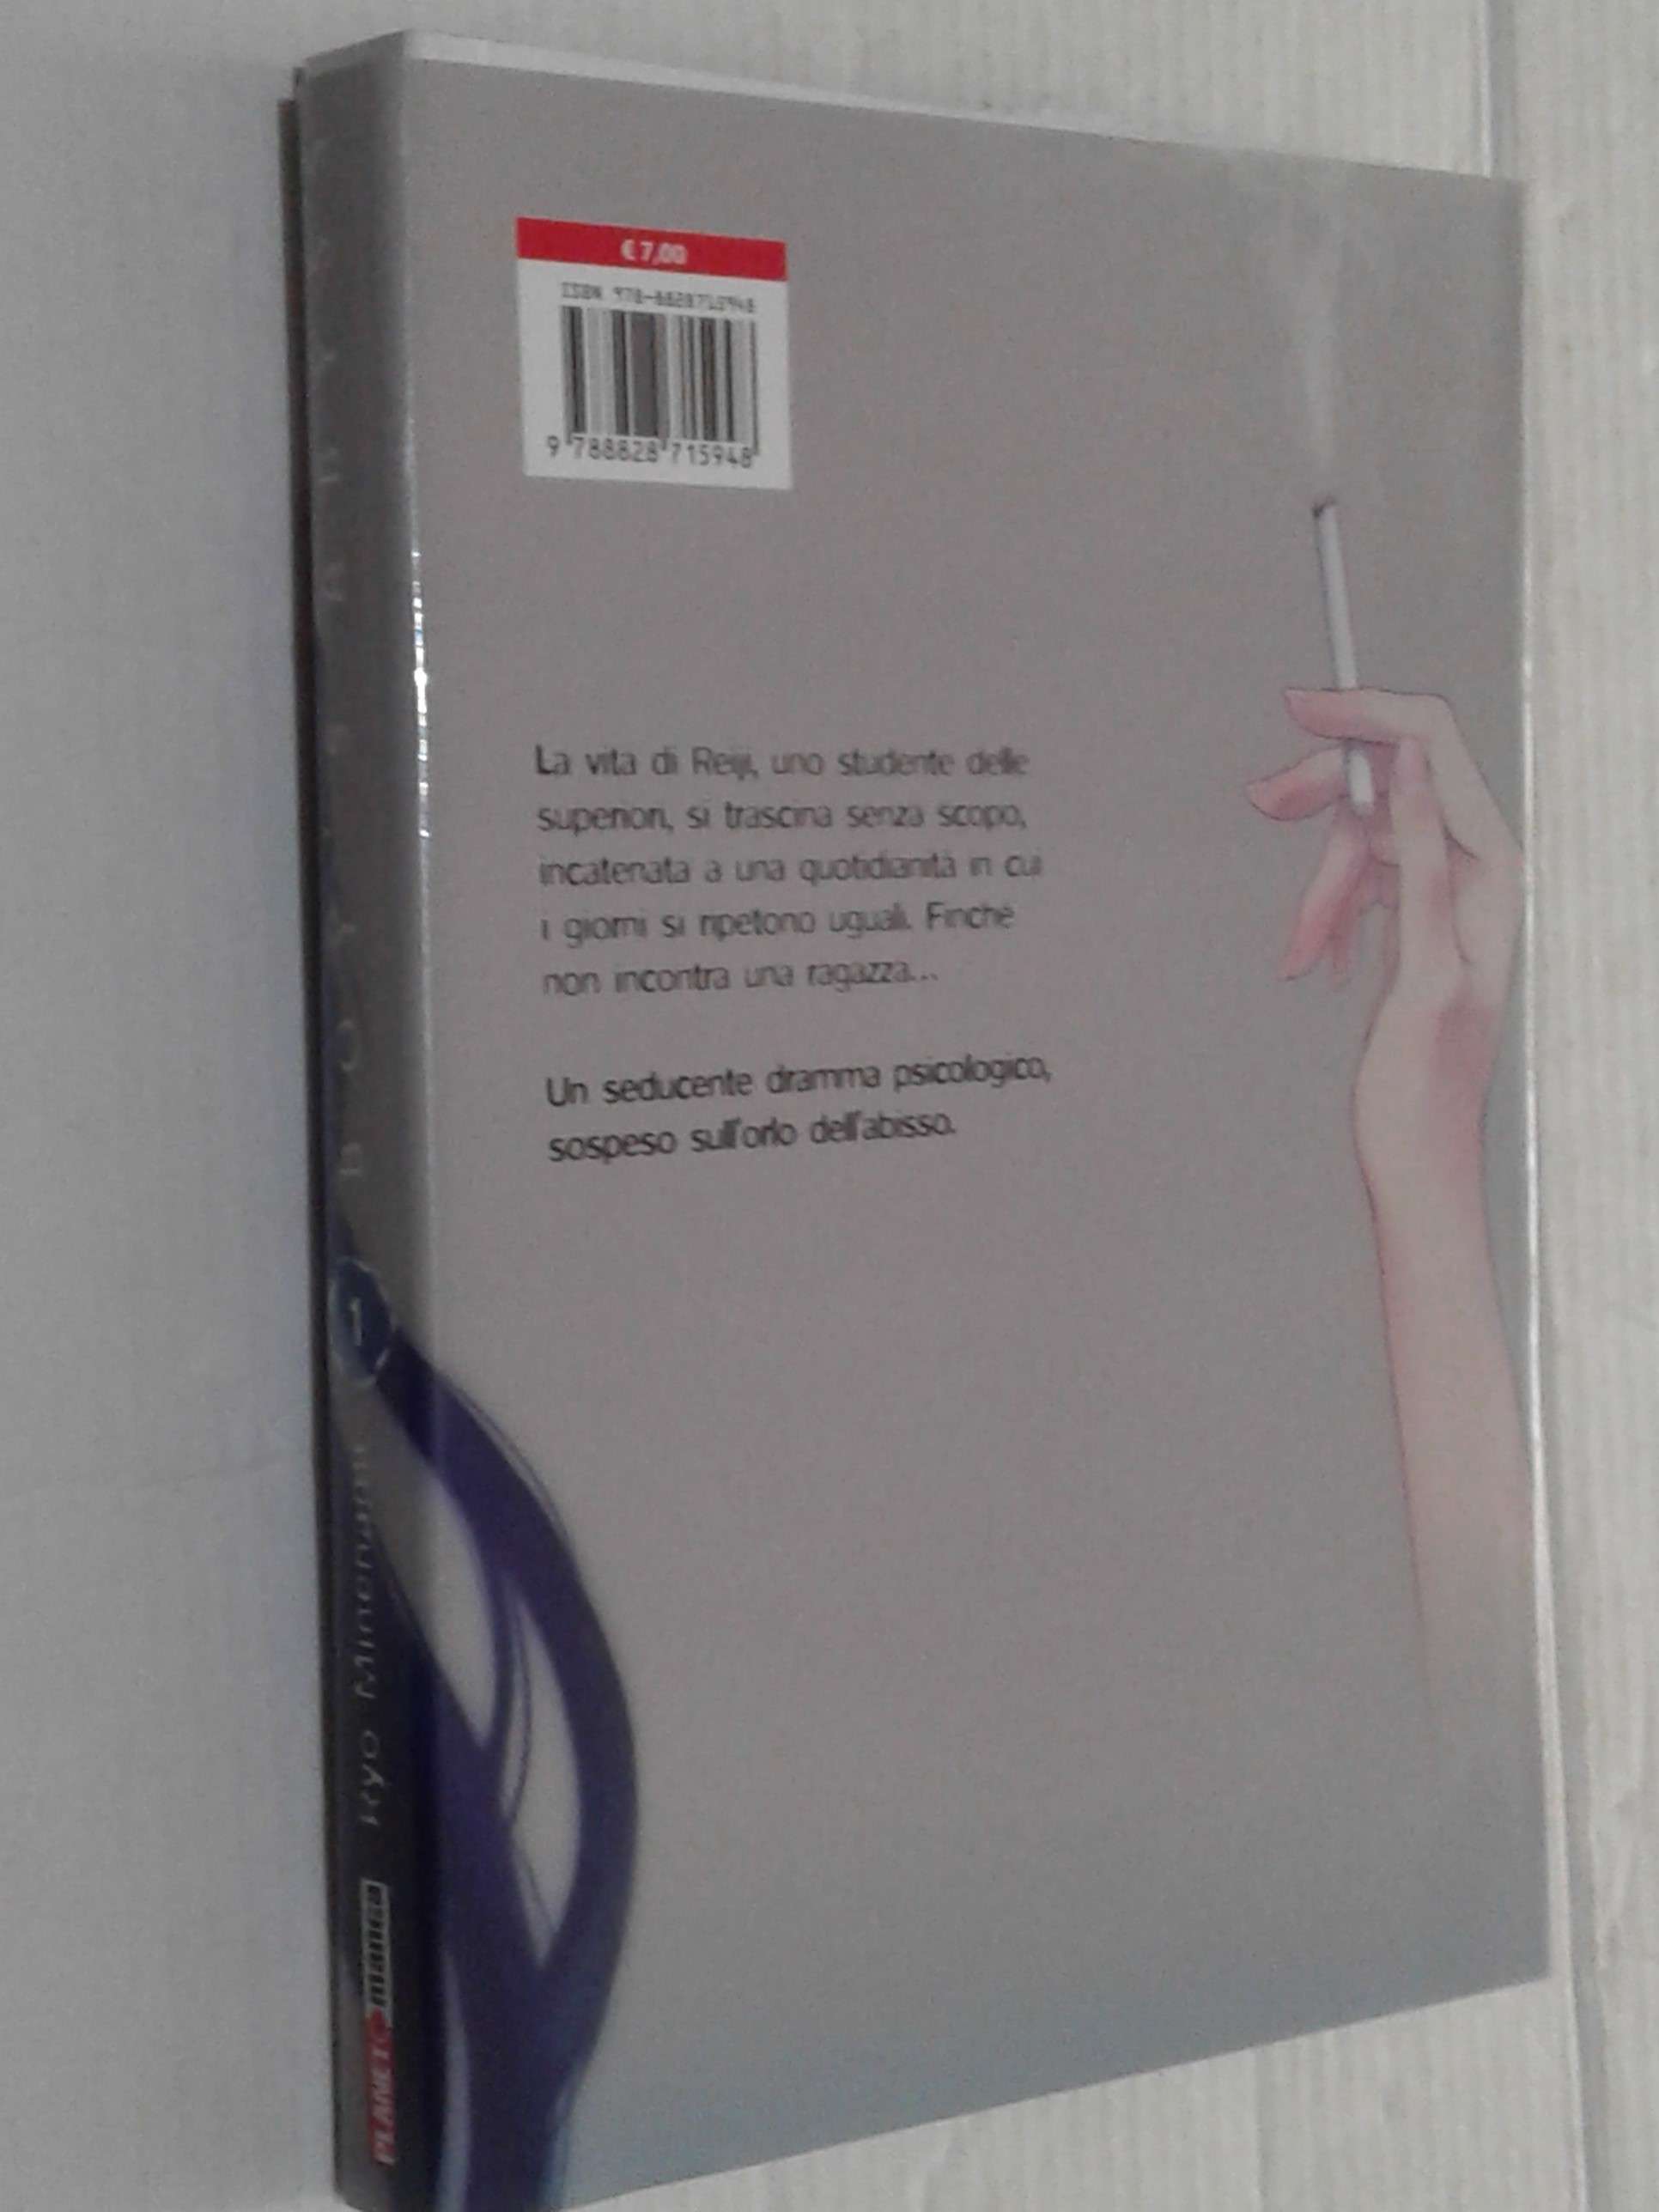 € 7,00
ISBN 978-8828715948
9 788828 715948
La vita di Reiji, uno studente delle
superiori, si trascina senza scopo,
incatenata a una quotidianità in cui
i giorni si ripetono uguali. Finché
non incontra una ragazza...
Un seducente dramma psicologico,
sospeso sull'orlo dell'abisso.
1
Ryo Minenami
PLANET manga